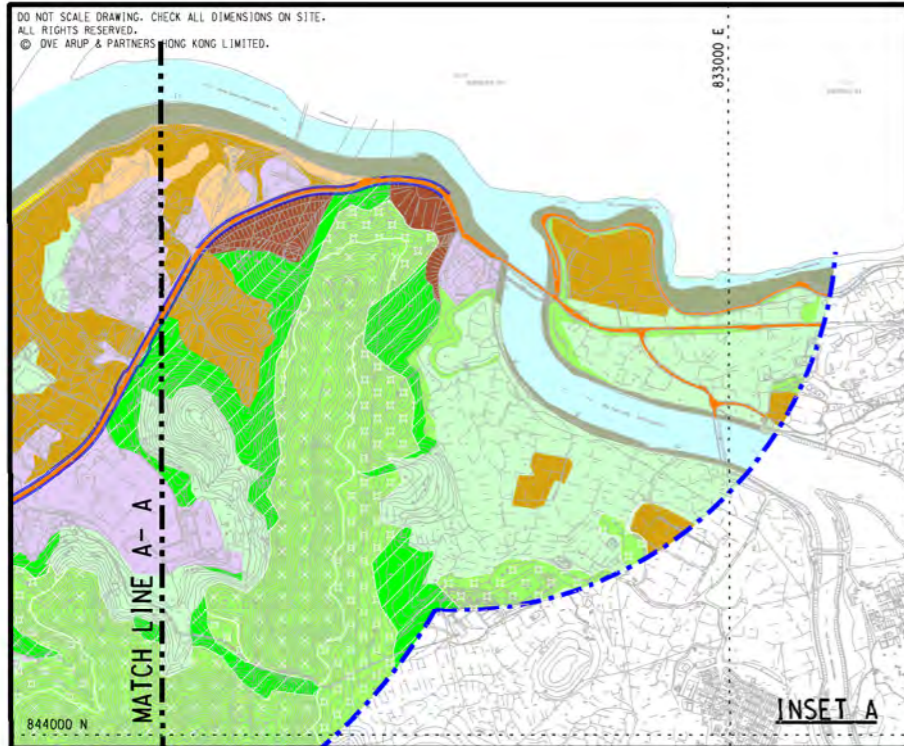 DO NOT SCALE DRAWING. CHECK ALL DIMENSIONS ON SITE.
ALL RIGHTS RESERVED.
© OVE ARUP & PARTNERS HONG KONG LIMITED.
833000 E
MATCH LINE A- A
844000 N
INSET A